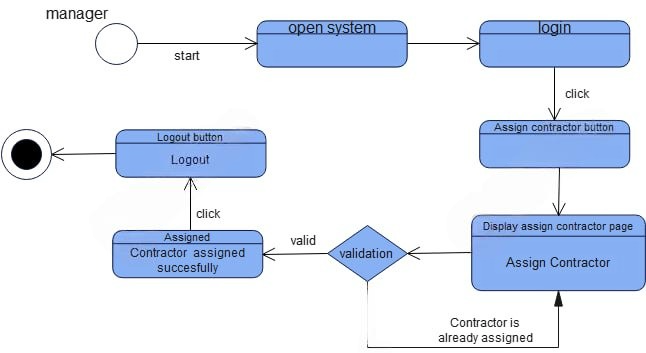 manager
start
open system
login
click
Assign contractor button
Display assign contractor page
Assign Contractor
validation
valid
Contractor is
already assigned
Assigned
Contractor assigned
succesfully
click
Logout button
Logout